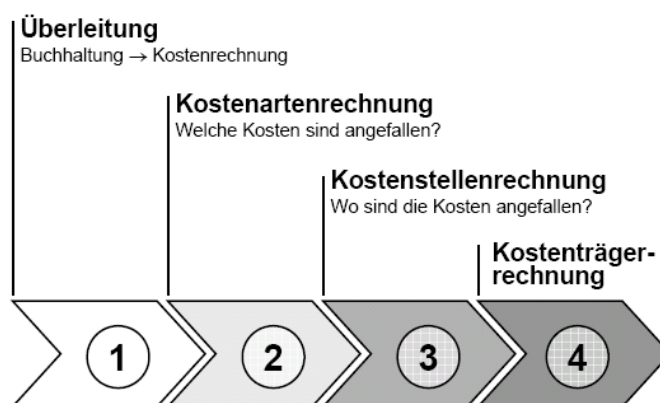 Überleitung
Buchhaltung → Kostenrechnung
Kostenartenrechnung
Welche Kosten sind angefallen?
Kostenstellenrechnung
Wo sind die Kosten angefallen?
Kostenträger-
rechnung
1
2
3
4